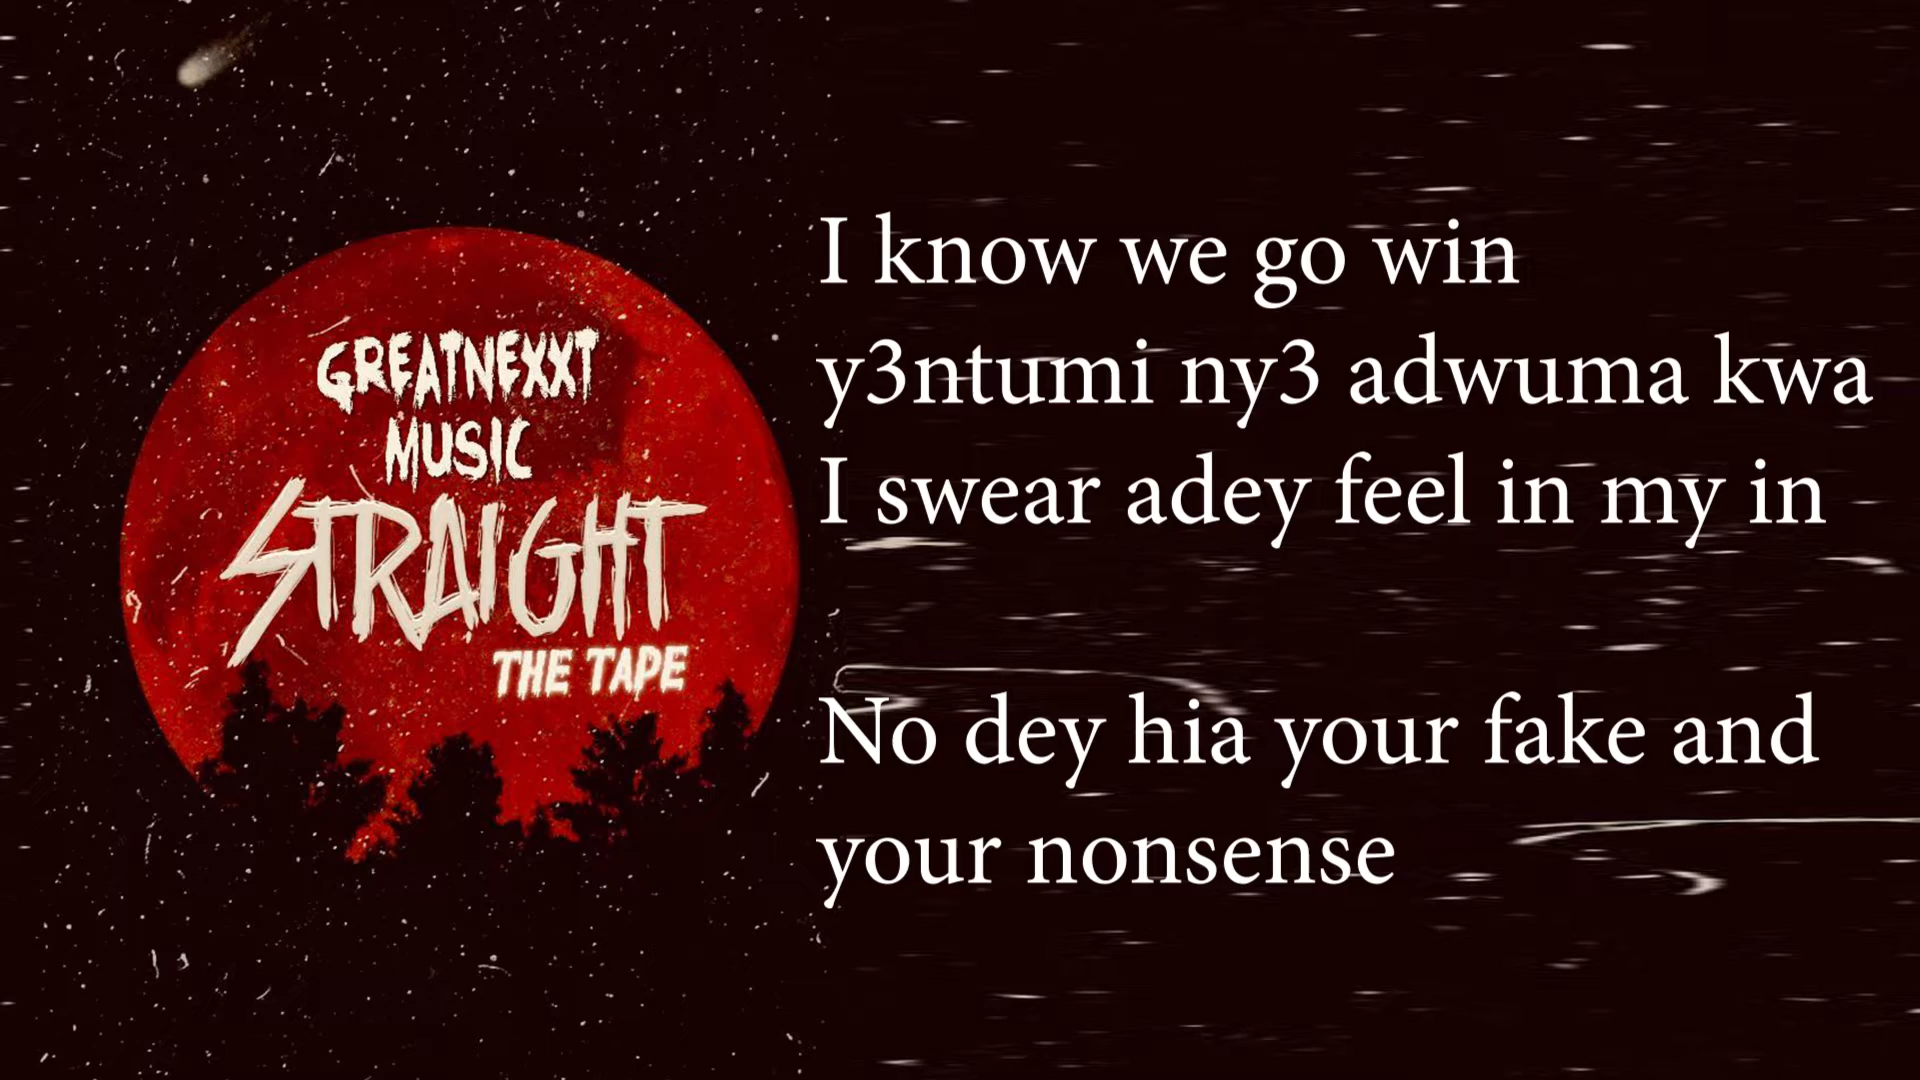 GREATNEXXT
MUSIC
STRAIGHT
THE TAPE
I know we go win
y3ntumi ny3 adwuma kwa
I swear adey feel in my in
No dey hia your fake and
your nonsense